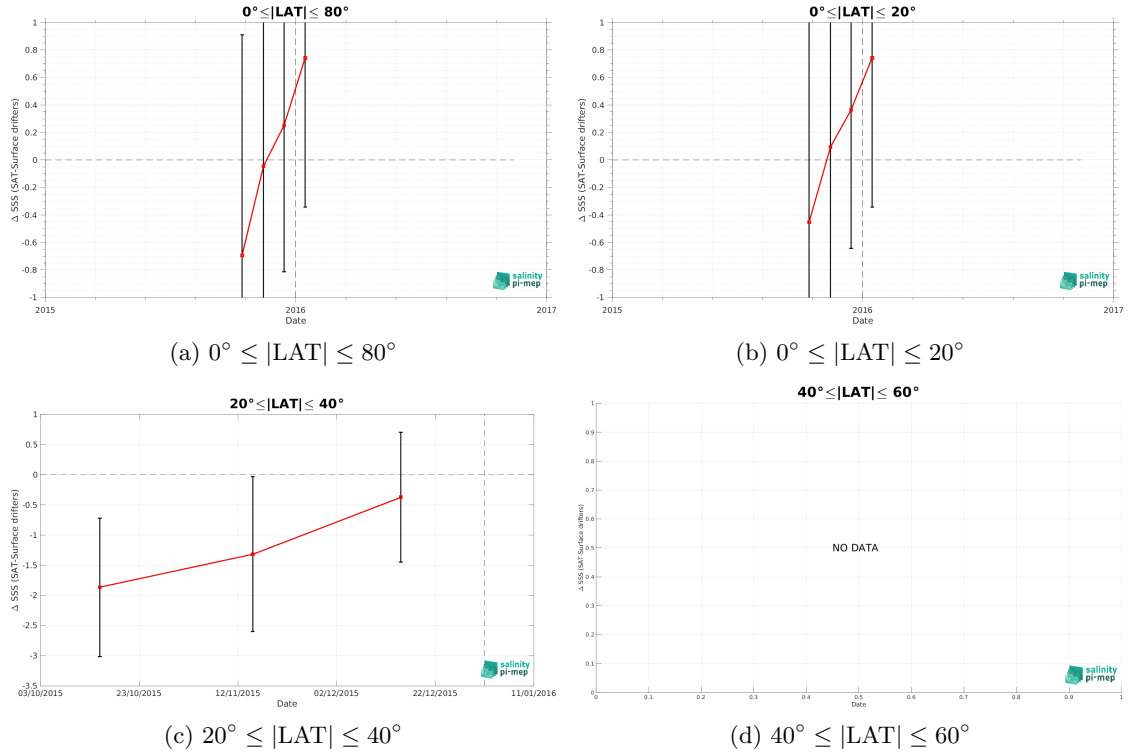 0°≤|LAT|≤ 80°
1
0.8
0.6
0.4
0.2
0
-0.2
-0.4
-0.6
-0.8
-1
Δ SSS (SAT-Surface drifters)
2015
2016
2017
Date
salinity
pi-mep
(a) 0° ≤ |LAT| ≤ 80°
0°≤|LAT|≤ 20°
1
0.8
0.6
0.4
0.2
0
-0.2
-0.4
-0.6
-0.8
-1
Δ SSS (SAT-Surface drifters)
2015
2016
2017
Date
salinity
pi-mep
(b) 0° ≤ |LAT| ≤ 20°
20°≤|LAT|≤ 40°
1
0.5
0
-0.5
-1
-1.5
-2
-2.5
-3
-3.5
Δ SSS (SAT-Surface drifters)
03/10/2015
23/10/2015
12/11/2015
02/12/2015
22/12/2015
11/01/2016
Date
salinity
pi-mep
(c) 20° ≤ |LAT| ≤ 40°
40°≤|LAT|≤ 60°
1
0.9
0.8
0.7
0.6
0.5
0.4
0.3
0.2
0.1
0
Δ SSS (SAT-Surface drifters)
NO DATA
0
0.1
0.2
0.3
0.4
0.5
0.6
0.7
0.8
0.9
1
Date
salinity
pi-mep
(d) 40° ≤ |LAT| ≤ 60°